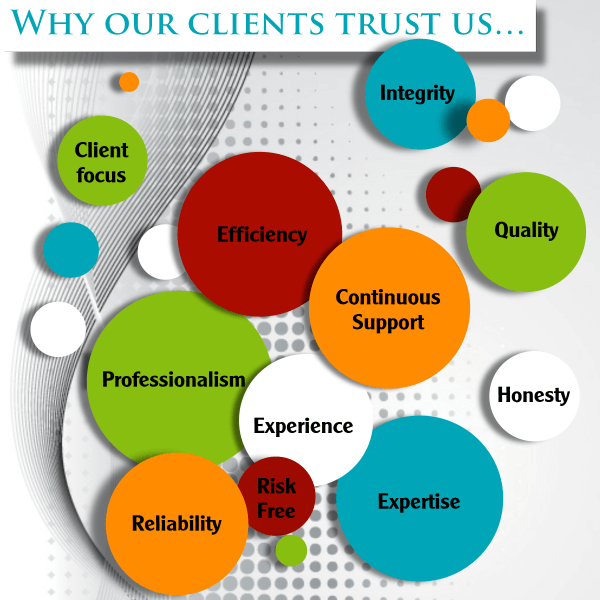 Why our clients trust us...
Integrity
Client
focus
Efficiency
Quality
Continuous
Support
Professionalism
Honesty
Experience
Risk
Free
Expertise
Reliability